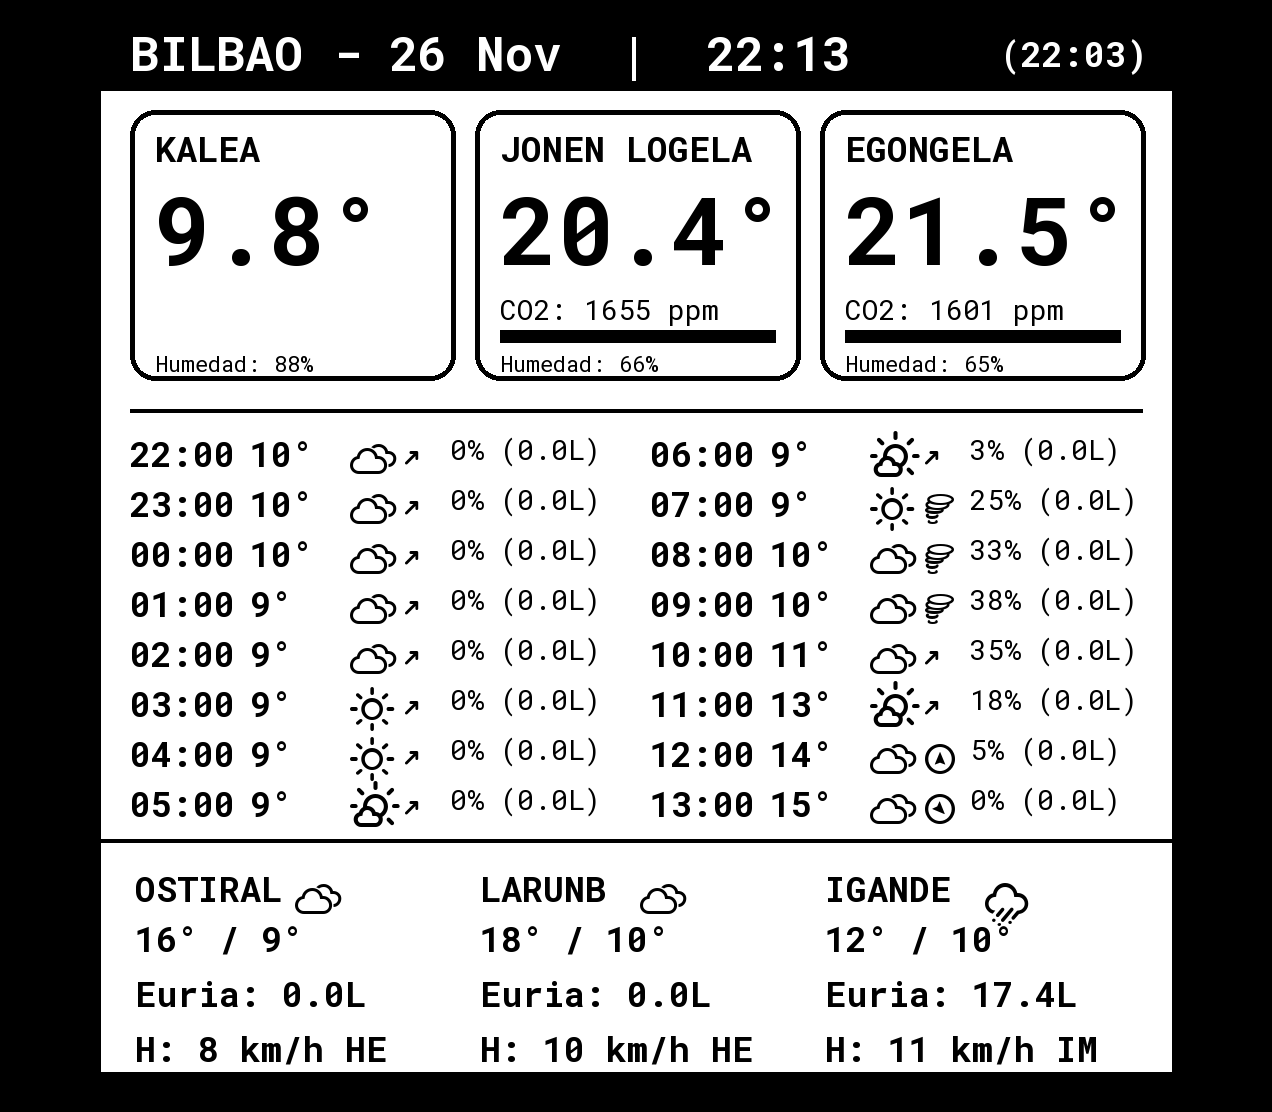 BILBAO - 26 Nov | 22:13 (22:03)
KALEA
9.8°
Humedad: 88%
JONEN LOGELA
20.4°
CO2: 1655 ppm
Humedad: 66%
EGONGELA
21.5°
CO2: 1601 ppm
Humedad: 65%
22:00 10° 0% (0.0L)
23:00 10° 0% (0.0L)
00:00 10° 0% (0.0L)
01:00 9° 0% (0.0L)
02:00 9° 0% (0.0L)
03:00 9° 0% (0.0L)
04:00 9° 0% (0.0L)
05:00 9° 0% (0.0L)
06:00 9° 3% (0.0L)
07:00 9° 25% (0.0L)
08:00 10° 33% (0.0L)
09:00 10° 38% (0.0L)
10:00 11° 35% (0.0L)
11:00 13° 18% (0.0L)
12:00 14° 5% (0.0L)
13:00 15° 0% (0.0L)
OSTIRAL
16° / 9°
Euria: 0.0L
H: 8 km/h HE
LARUNB
18° / 10°
Euria: 0.0L
H: 10 km/h HE
IGANDE
12° / 10°
Euria: 17.4L
H: 11 km/h IM